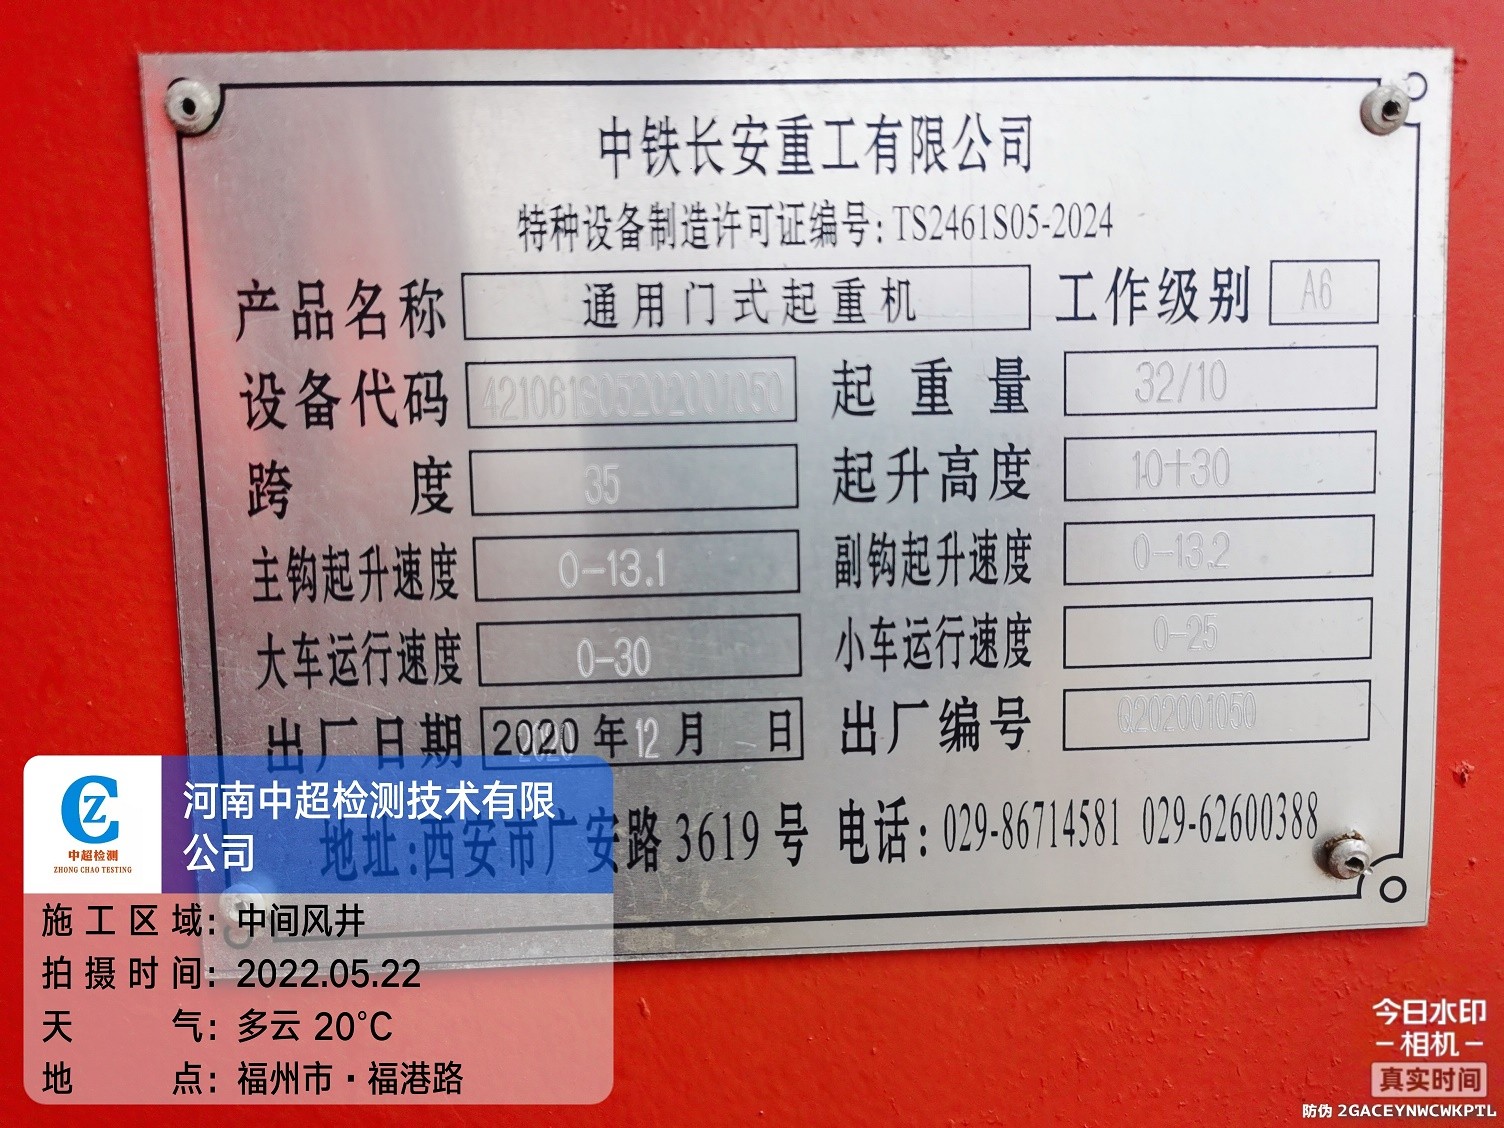 中铁长安重工有限公司
特种设备制造许可证编号：TS2461S05-2024
产品名称 通用门式起重机 工作级别 A6
设备代码 421061S05202001050 起重量 32/10
跨度 35 起升高度 10+30
主钩起升速度 0-13.1 副钩起升速度 0-13.2
大车运行速度 0-30 小车运行速度 0-25
出厂日期 2020年12月 日 出厂编号 Q202001050
地址：西安市广安路3619号 电话：029-86714581 029-62600388
中超检测
ZHONG CHAO TESTING
河南中超检测技术有限
公司
施工区域：中间风井
拍摄时间：2022.05.22
天气：多云 20°C
地点：福州市·福港路
今日水印
-相机-
真实时间
防伪 2GACEYNWCWKPTL